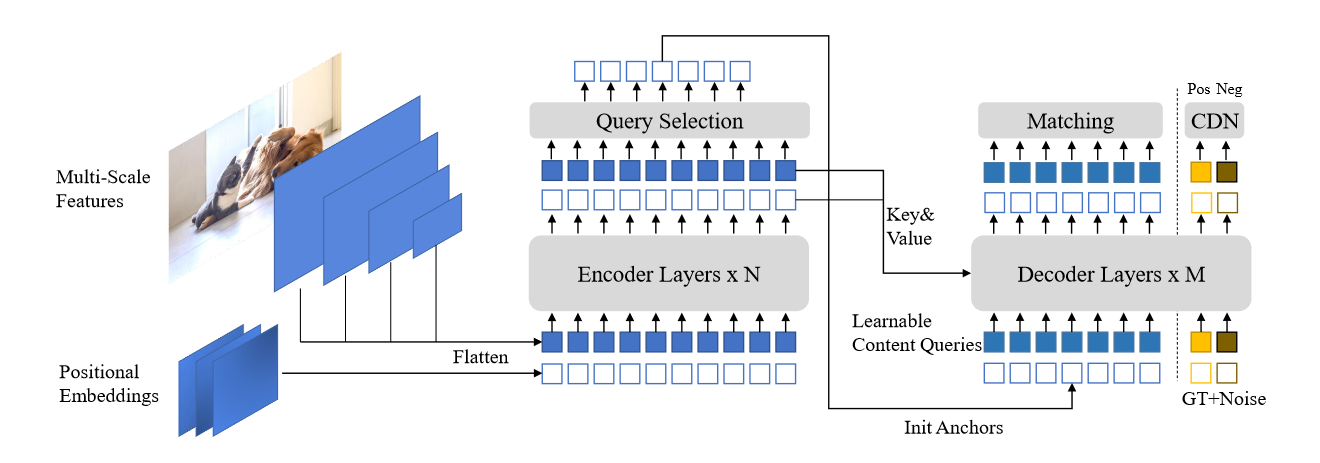 Multi-Scale
Features
Positional
Embeddings
Flatten
Query Selection
Encoder Layers x N
Key&
Value
Learnable
Content Queries
Init Anchors
Matching
Decoder Layers x M
Pos Neg
CDN
GT+Noise